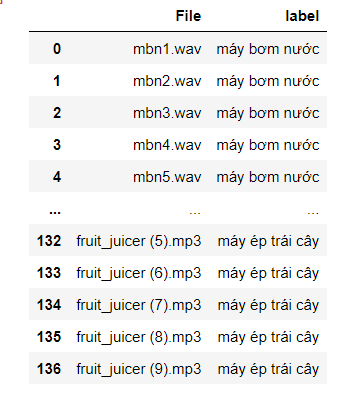 File label
0 mbn1.wav máy bơm nước
1 mbn2.wav máy bơm nước
2 mbn3.wav máy bơm nước
3 mbn4.wav máy bơm nước
4 mbn5.wav máy bơm nước
... ... ...
132 fruit_juicer (5).mp3 máy ép trái cây
133 fruit_juicer (6).mp3 máy ép trái cây
134 fruit_juicer (7).mp3 máy ép trái cây
135 fruit_juicer (8).mp3 máy ép trái cây
136 fruit_juicer (9).mp3 máy ép trái cây